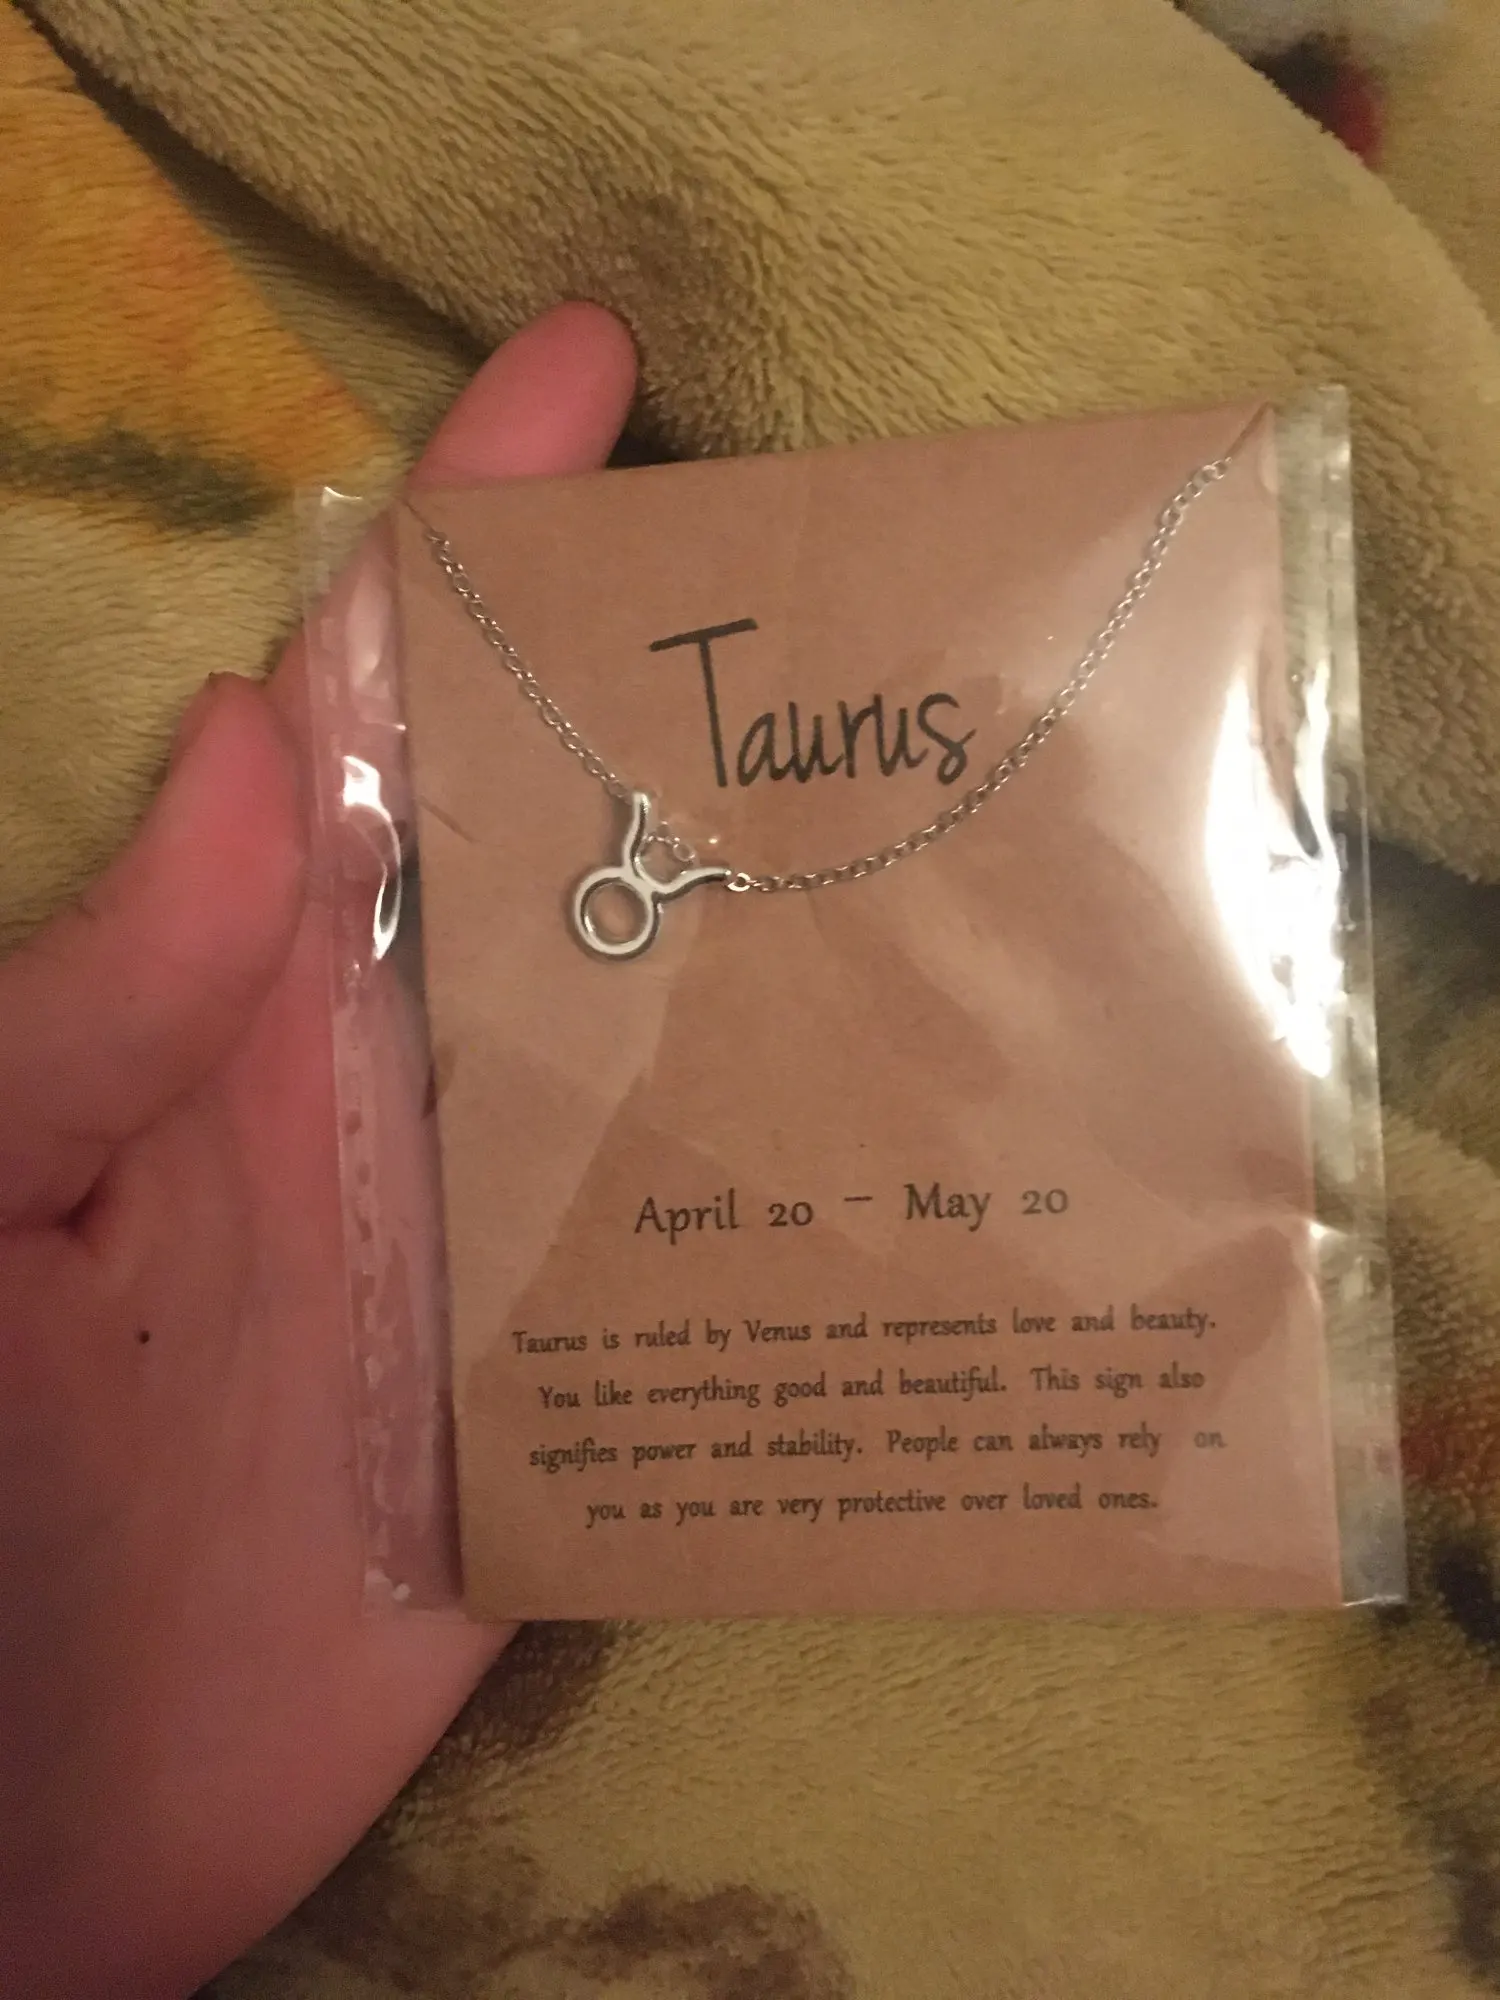 Taurus
April 20 – May 20
Taurus is ruled by Venus and represents love and beauty.
You like everything good and beautiful. This sign also
signifies power and stability. People can always rely on
you as you are very protective over loved ones.